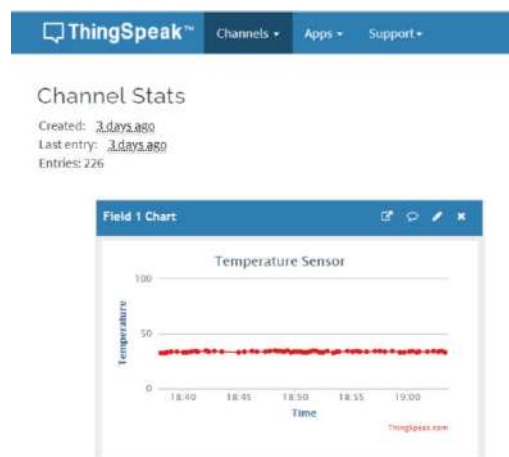 ThingSpeak™ Channels Apps Support
Channel Stats
Created: 3 days ago
Last entry: 3 days ago
Entries: 226
Field 1 Chart
Temperature Sensor
100
50
0
Temperature
18:40 18:45 18:50 18:55 19:00
Time
ThingSpeak.com